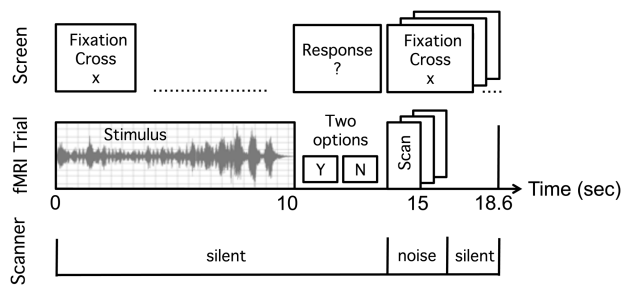 Screen
Fixation
Cross
x
Response
?
Fixation
Cross
x
fMRI Trial
Stimulus
Two
options
Y
N
Scan
0
10
15
18.6
Time (sec)
Scanner
silent
noise
silent